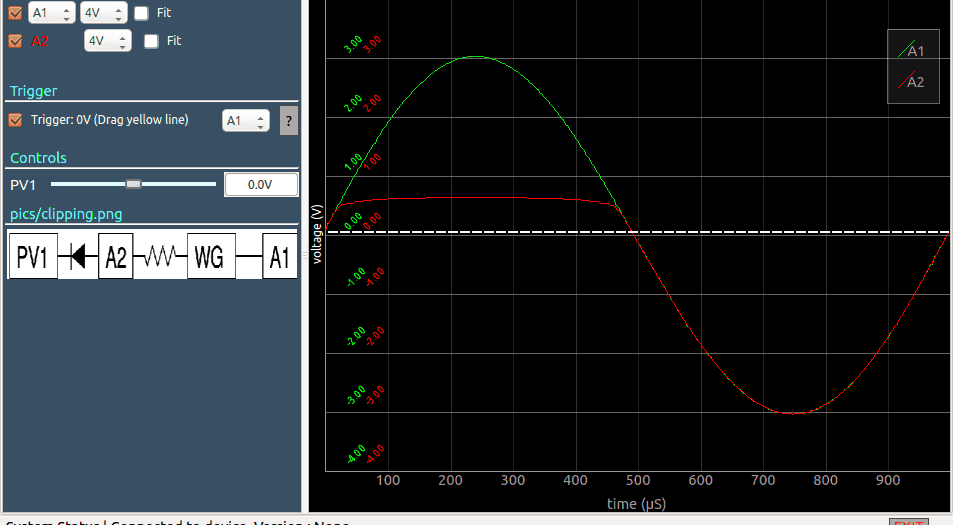 A1 4V Fit
A2 4V Fit
Trigger
Trigger: 0V (Drag yellow line) A1 ?
Controls
PV1 0.0V
pics/clipping.png
PV1 A2 WG A1
voltage (V)
3.00 3.00
2.00 2.00
1.00 1.00
0.00 0.00
-1.00 -1.00
-2.00 -2.00
-3.00 -3.00
-4.00 -4.00
A1
A2
100 200 300 400 500 600 700 800 900
time (µS)
System Status | Connected to device. Version : None
EXIT